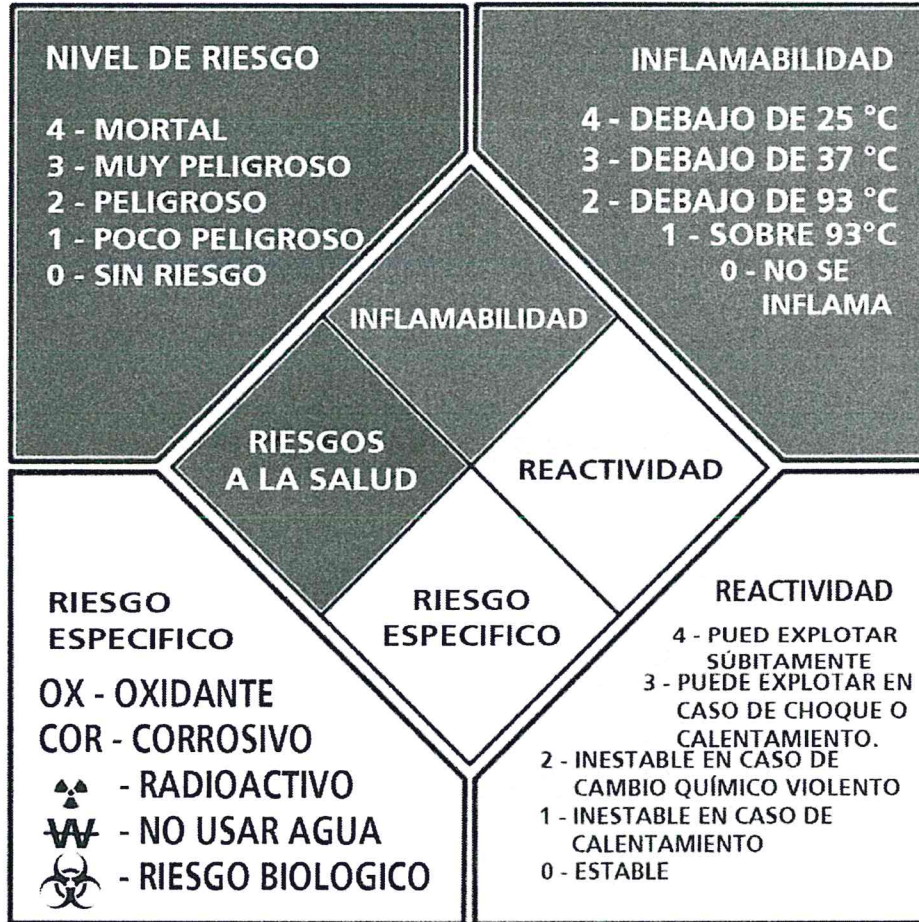 NIVEL DE RIESGO
4 - MORTAL
3 - MUY PELIGROSO
2 - PELIGROSO
1 - POCO PELIGROSO
0 - SIN RIESGO
INFLAMABILIDAD
4 - DEBAJO DE 25 °C
3 - DEBAJO DE 37 °C
2 - DEBAJO DE 93 °C
1 - SOBRE 93°C
0 - NO SE
INFLAMA
INFLAMABILIDAD
RIESGOS
A LA SALUD
REACTIVIDAD
RIESGO
ESPECIFICO
RIESGO
ESPECIFICO
OX - OXIDANTE
COR - CORROSIVO
- RADIOACTIVO
W - NO USAR AGUA
- RIESGO BIOLOGICO
REACTIVIDAD
4 - PUED EXPLOTAR
SÚBITAMENTE
3 - PUEDE EXPLOTAR EN
CASO DE CHOQUE O
CALENTAMIENTO.
2 - INESTABLE EN CASO DE
CAMBIO QUÍMICO VIOLENTO
1 - INESTABLE EN CASO DE
CALENTAMIENTO
0 - ESTABLE